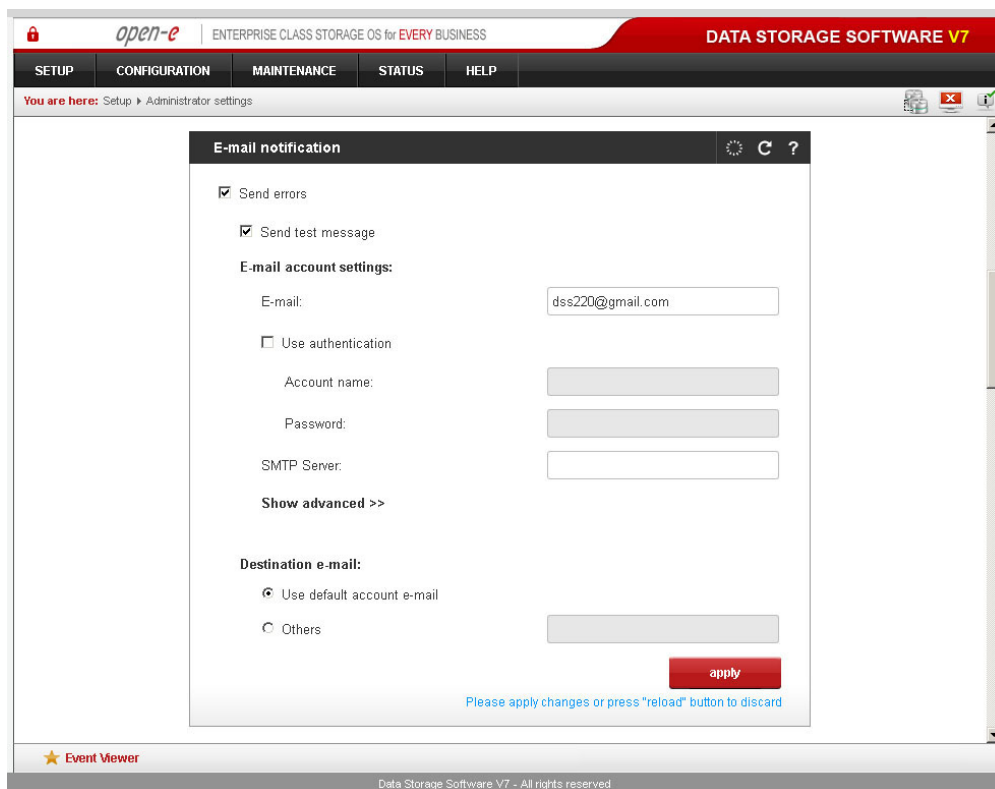 open-e ENTERPRISE CLASS STORAGE OS for EVERY BUSINESS DATA STORAGE SOFTWARE V7
SETUP CONFIGURATION MAINTENANCE STATUS HELP
You are here: Setup Administrator settings
E-mail notification ?
Send errors
Send test message
E-mail account settings:
E-mail: dss220@gmail.com
Use authentication
Account name:
Password:
SMTP Server:
Show advanced >>
Destination e-mail:
Use default account e-mail
Others
apply
Please apply changes or press "reload" button to discard
Event Viewer
Data Storage Software V7 - All rights reserved